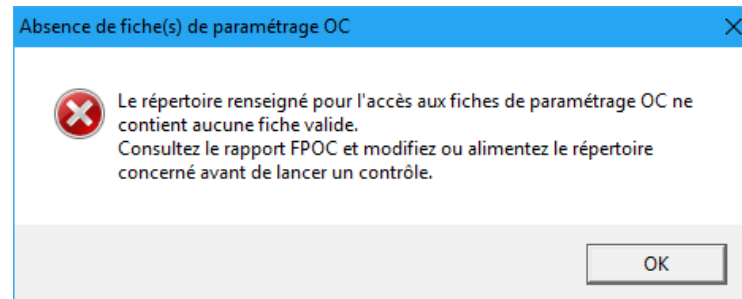 Absence de fiche(s) de paramétrage OC
Le répertoire renseigné pour l'accès aux fiches de paramétrage OC ne
contient aucune fiche valide.
Consultez le rapport FPOC et modifiez ou alimentez le répertoire
concerné avant de lancer un contrôle.
OK